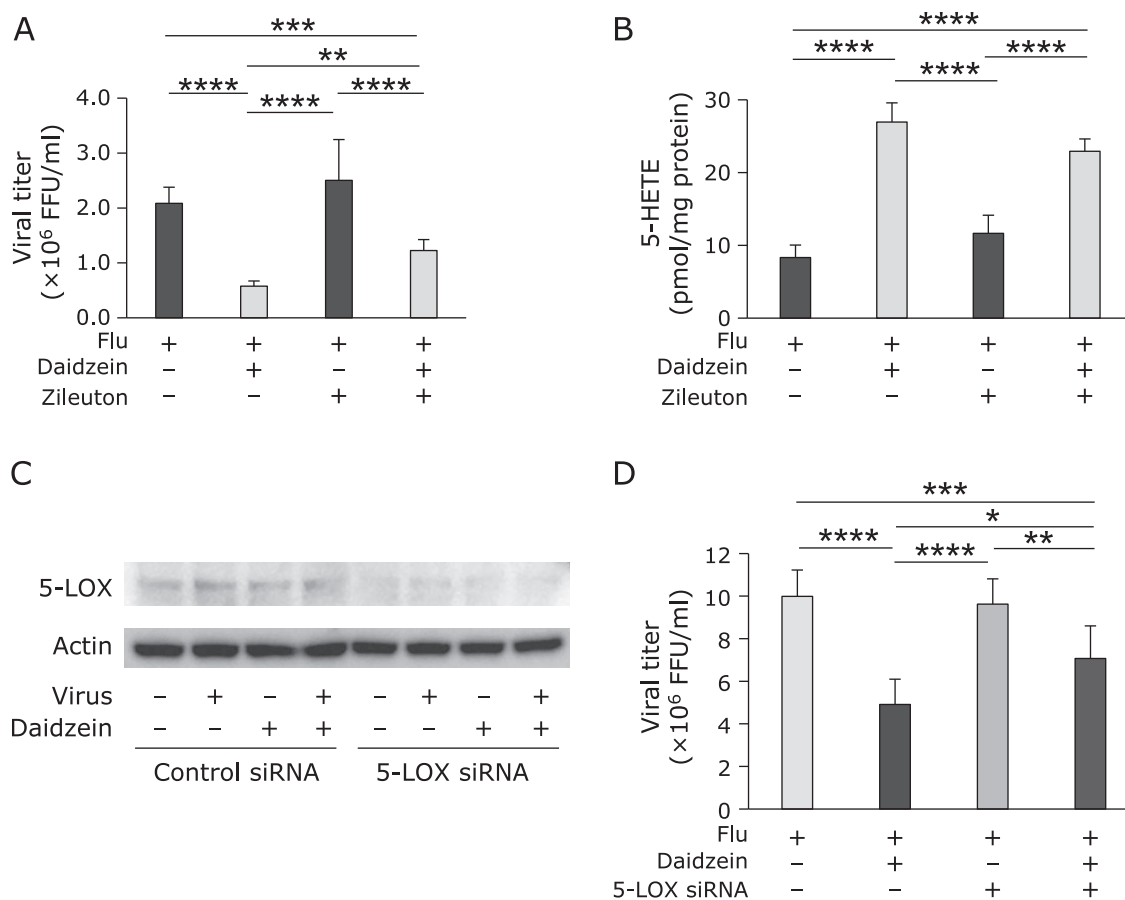 A
***
**
**** ****
****
4.0
3.0
2.0
1.0
0.0
Viral titer
(×10⁶ FFU/ml)
Flu + + + +
Daidzein – + – +
Zileuton – – + +
B
****
**** ****
****
30
20
10
0
5-HETE
(pmol/mg protein)
Flu + + + +
Daidzein – + – +
Zileuton – – + +
C
5-LOX
Actin
Virus – + – + – + – +
Daidzein – – + + – – + +
Control siRNA 5-LOX siRNA
D
***
*
**** **** **
12
10
8
6
4
2
0
Viral titer
(×10⁶ FFU/ml)
Flu + + + +
Daidzein – + – +
5-LOX siRNA – – + +